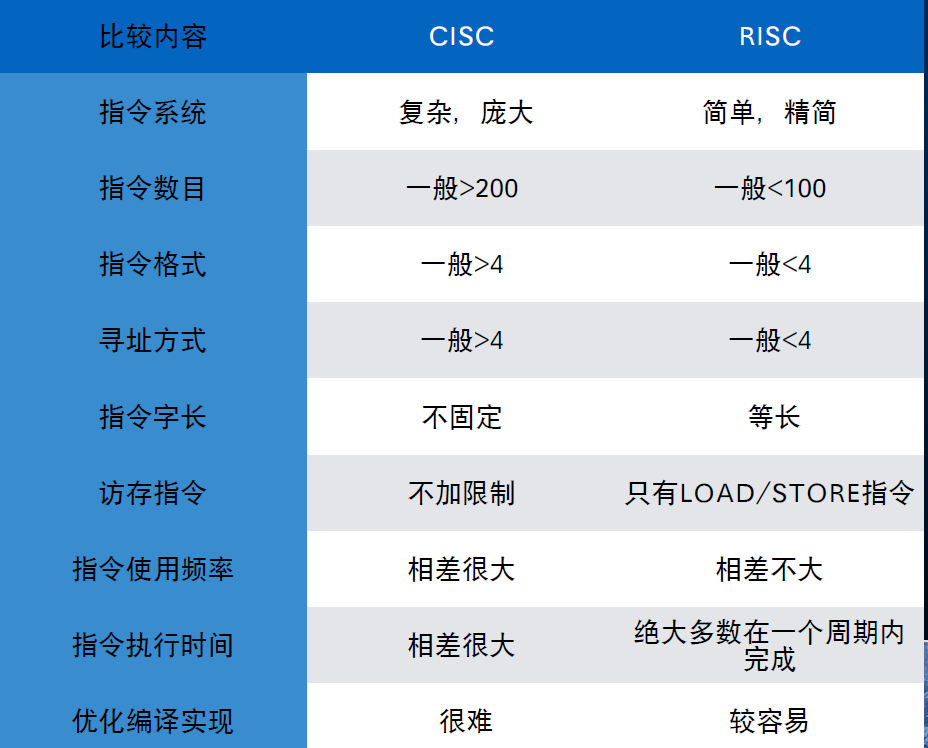 比较内容 CISC RISC
指令系统 复杂，庞大 简单，精简
指令数目 一般>200 一般<100
指令格式 一般>4 一般<4
寻址方式 一般>4 一般<4
指令字长 不固定 等长
访存指令 不加限制 只有LOAD/STORE指令
指令使用频率 相差很大 相差不大
指令执行时间 相差很大 绝大多数在一个周期内
完成
优化编译实现 很难 较容易